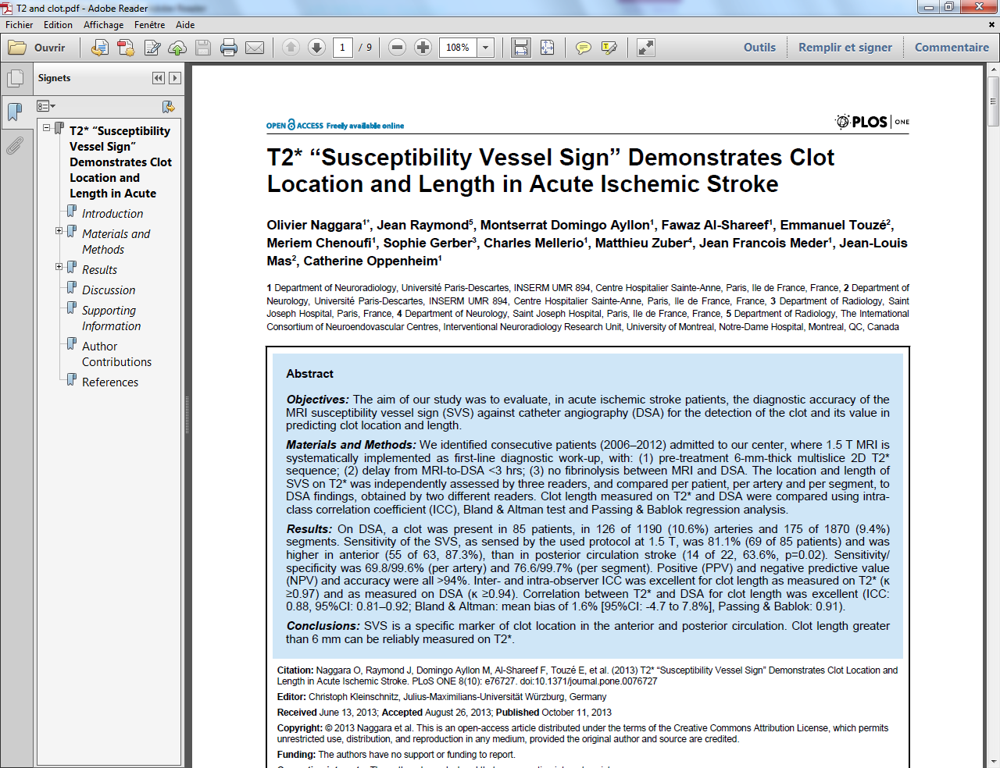 T2 and clot.pdf - Adobe Reader
Fichier Edition Affichage Fenêtre Aide
Ouvrir 1 / 9 108% Outils Remplir et signer Commentaire
Signets
T2* “Susceptibility
Vessel Sign”
Demonstrates Clot
Location and
Length in Acute
Introduction
Materials and
Methods
Results
Discussion
Supporting
Information
Author
Contributions
References
OPEN ACCESS Freely available online
PLOS ONE
T2* “Susceptibility Vessel Sign” Demonstrates Clot
Location and Length in Acute Ischemic Stroke
Olivier Naggara1*, Jean Raymond5, Montserrat Domingo Ayllon1, Fawaz Al-Shareef1, Emmanuel Touzé2,
Meriem Chenoufi1, Sophie Gerber3, Charles Mellerio1, Matthieu Zuber4, Jean Francois Meder1, Jean-Louis
Mas2, Catherine Oppenheim1
1 Department of Neuroradiology, Université Paris-Descartes, INSERM UMR 894, Centre Hospitalier Sainte-Anne, Paris, Ile de France, France, 2 Department of
Neurology, Université Paris-Descartes, INSERM UMR 894, Centre Hospitalier Sainte-Anne, Paris, Ile de France, France, 3 Department of Radiology, Saint
Joseph Hospital, Paris, France, 4 Department of Neurology, Saint Joseph Hospital, Paris, Ile de France, France, 5 Department of Radiology, The International
Consortium of Neuroendovascular Centres, Interventional Neuroradiology Research Unit, University of Montreal, Notre-Dame Hospital, Montreal, QC, Canada
Abstract
Objectives: The aim of our study was to evaluate, in acute ischemic stroke patients, the diagnostic accuracy of the
MRI susceptibility vessel sign (SVS) against catheter angiography (DSA) for the detection of the clot and its value in
predicting clot location and length.
Materials and Methods: We identified consecutive patients (2006–2012) admitted to our center, where 1.5 T MRI is
systematically implemented as first-line diagnostic work-up, with: (1) pre-treatment 6-mm-thick multislice 2D T2*
sequence; (2) delay from MRI-to-DSA <3 hrs; (3) no fibrinolysis between MRI and DSA. The location and length of
SVS on T2* was independently assessed by three readers, and compared per patient, per artery and per segment, to
DSA findings, obtained by two different readers. Clot length measured on T2* and DSA were compared using intra-
class correlation coefficient (ICC), Bland & Altman test and Passing & Bablok regression analysis.
Results: On DSA, a clot was present in 85 patients, in 126 of 1190 (10.6%) arteries and 175 of 1870 (9.4%)
segments. Sensitivity of the SVS, as sensed by the used protocol at 1.5 T, was 81.1% (69 of 85 patients) and was
higher in anterior (55 of 63, 87.3%), than in posterior circulation stroke (14 of 22, 63.6%, p=0.02). Sensitivity/
specificity was 69.8/99.6% (per artery) and 76.6/99.7% (per segment). Positive (PPV) and negative predictive value
(NPV) and accuracy were all >94%. Inter- and intra-observer ICC was excellent for clot length as measured on T2* (κ
≥0.97) and as measured on DSA (κ ≥0.94). Correlation between T2* and DSA for clot length was excellent (ICC:
0.88, 95%CI: 0.81–0.92; Bland & Altman: mean bias of 1.6% [95%CI: -4.7 to 7.8%], Passing & Bablok: 0.91).
Conclusions: SVS is a specific marker of clot location in the anterior and posterior circulation. Clot length greater
than 6 mm can be reliably measured on T2*.
Citation: Naggara O, Raymond J, Domingo Ayllon M, Al-Shareef F, Touzé E, et al. (2013) T2* “Susceptibility Vessel Sign” Demonstrates Clot Location and
Length in Acute Ischemic Stroke. PLoS ONE 8(10): e76727. doi:10.1371/journal.pone.0076727
Editor: Christoph Kleinschnitz, Julius-Maximilians-Universität Würzburg, Germany
Received June 13, 2013; Accepted August 26, 2013; Published October 11, 2013
Copyright: © 2013 Naggara et al. This is an open-access article distributed under the terms of the Creative Commons Attribution License, which permits
unrestricted use, distribution, and reproduction in any medium, provided the original author and source are credited.
Funding: The authors have no support or funding to report.